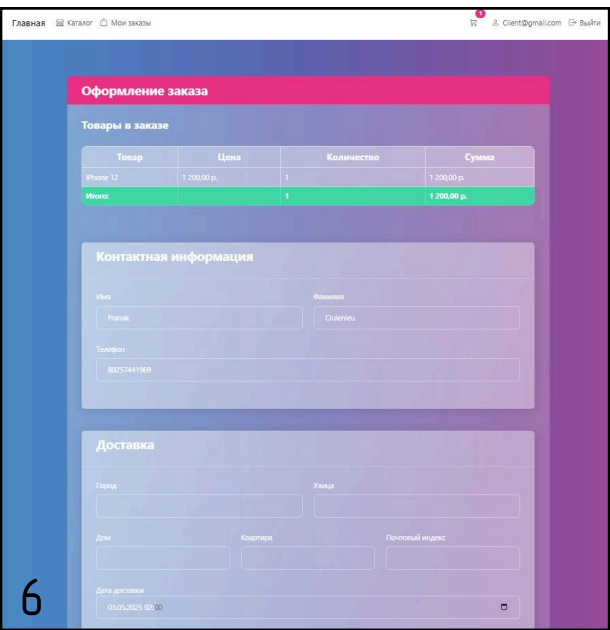 Главная Каталог Мои заказы 1 Client@gmail.com Выйти
Оформление заказа
Товары в заказе
Товар Цена Количество Сумма
IPhone 12 1 200,00 р. 1 1 200,00 р.
Итого: 1 1 200,00 р.
Контактная информация
Имя Фамилия
Franak Ciulenieu
Телефон
80257441969
Доставка
Город Улица
Дом Квартира Почтовый индекс
Дата доставки
03.05.2025 02:00
6